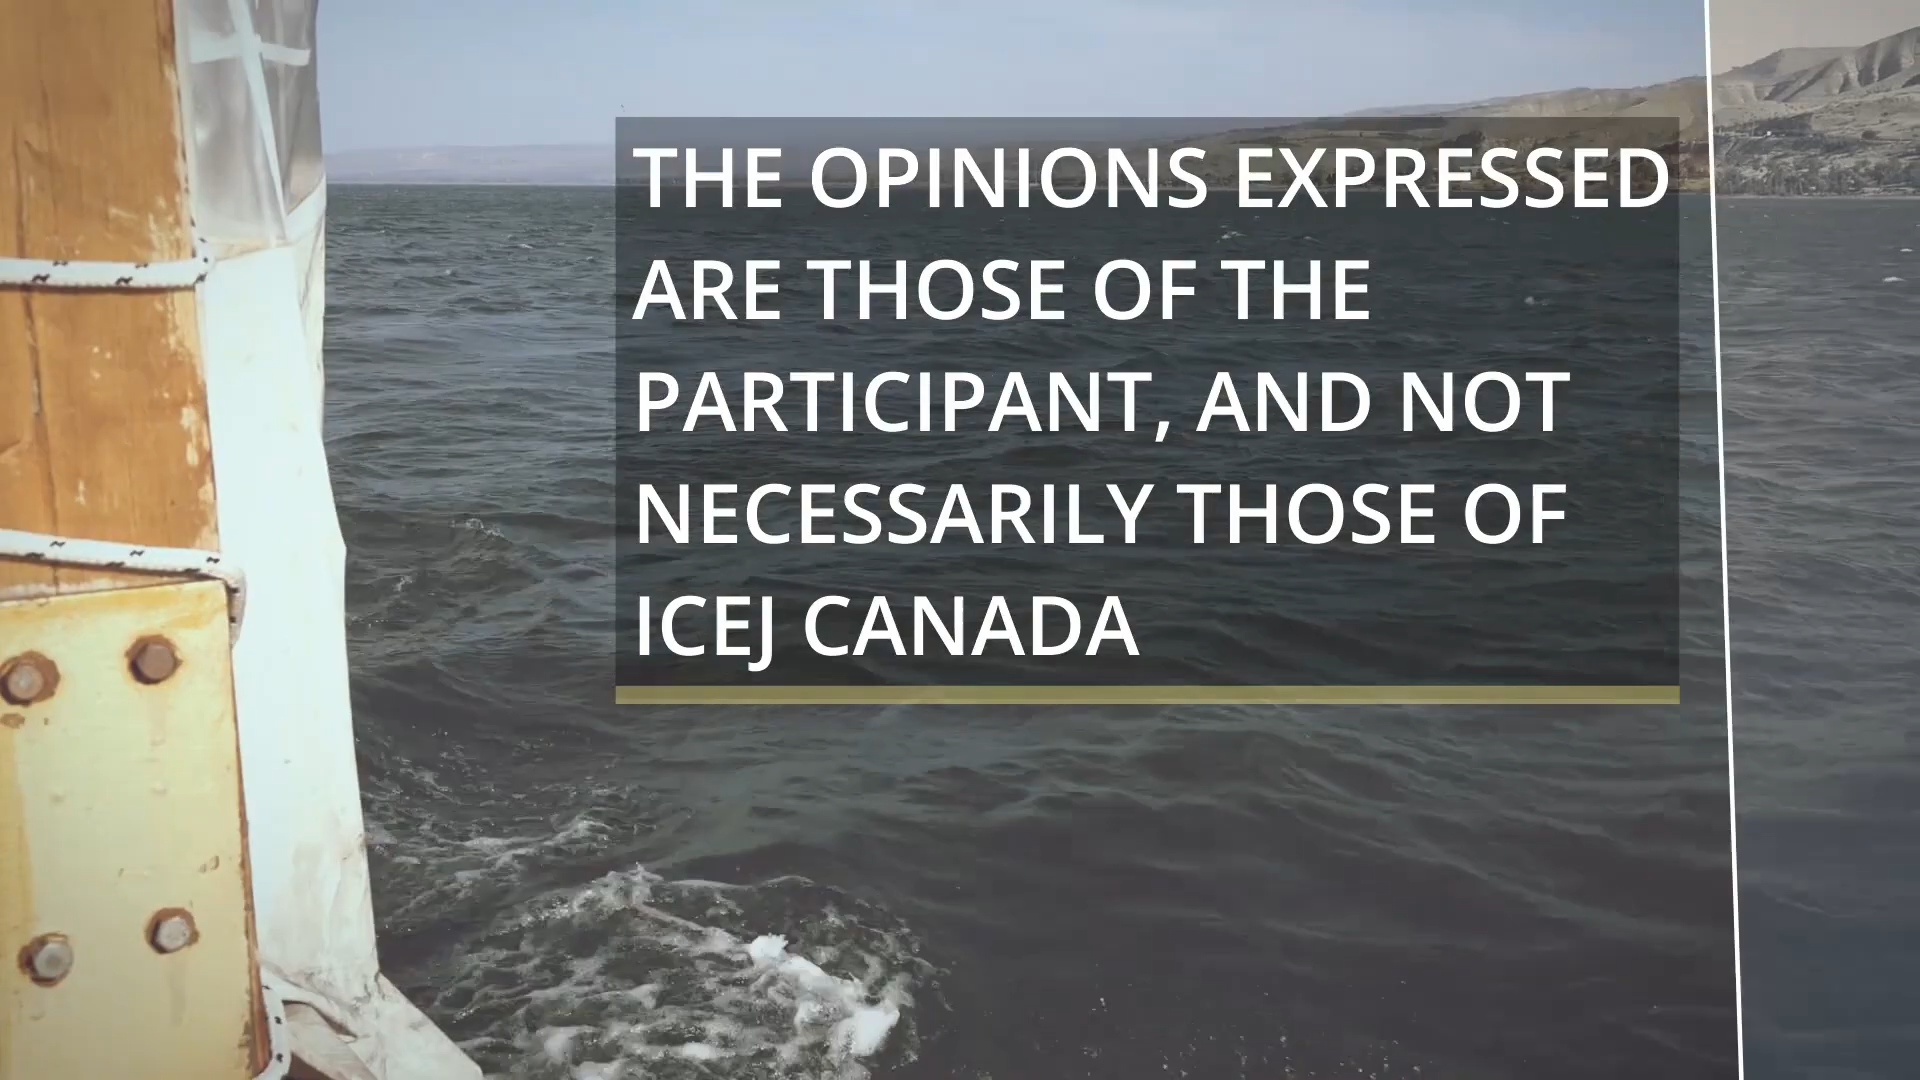 THE OPINIONS EXPRESSED
ARE THOSE OF THE
PARTICIPANT, AND NOT
NECESSARILY THOSE OF
ICEJ CANADA